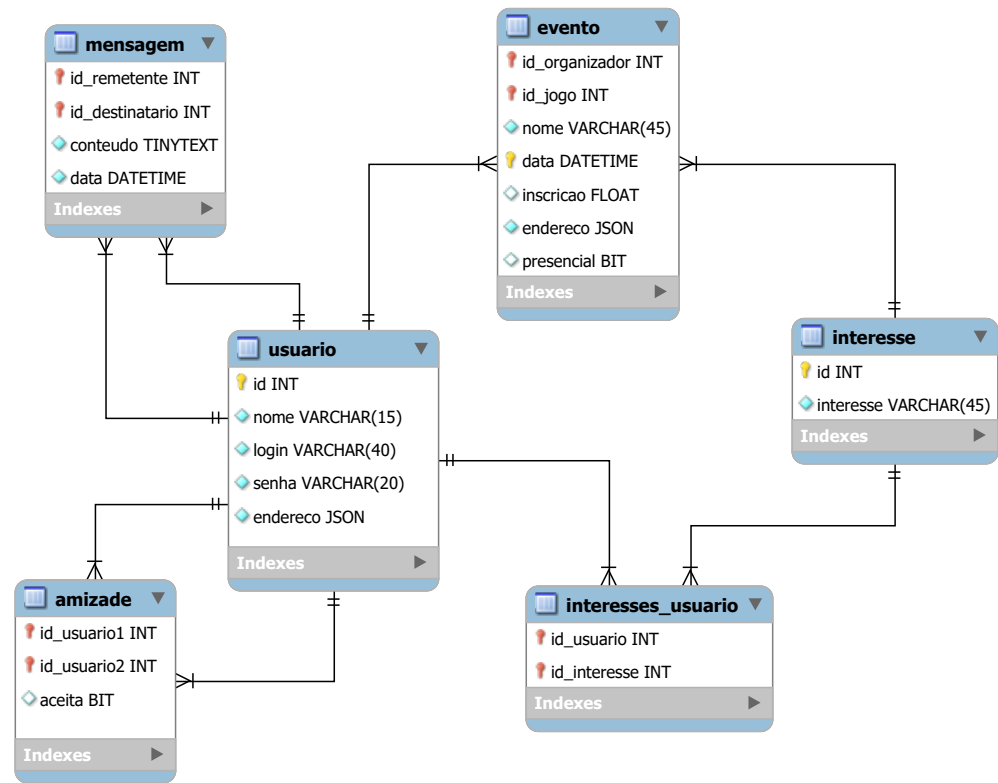 mensagem
id_remetente INT
id_destinatario INT
conteudo TINYTEXT
data DATETIME
Indexes
evento
id_organizador INT
id_jogo INT
nome VARCHAR(45)
data DATETIME
inscricao FLOAT
endereco JSON
presencial BIT
Indexes
usuario
id INT
nome VARCHAR(15)
login VARCHAR(40)
senha VARCHAR(20)
endereco JSON
Indexes
interesse
id INT
interesse VARCHAR(45)
Indexes
amizade
id_usuario1 INT
id_usuario2 INT
aceita BIT
Indexes
interesses_usuario
id_usuario INT
id_interesse INT
Indexes